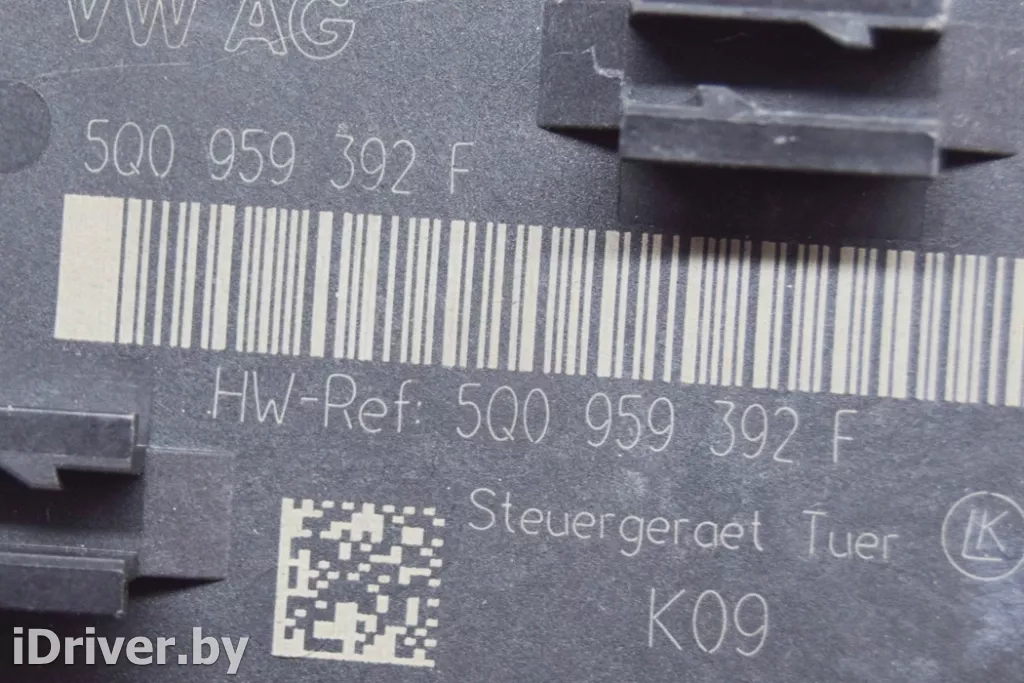 VW AG
5Q0 959 392 F
HW-Ref: 5Q0 959 392 F
Steuergeraet Tuer
LK
K09
iDriver.by